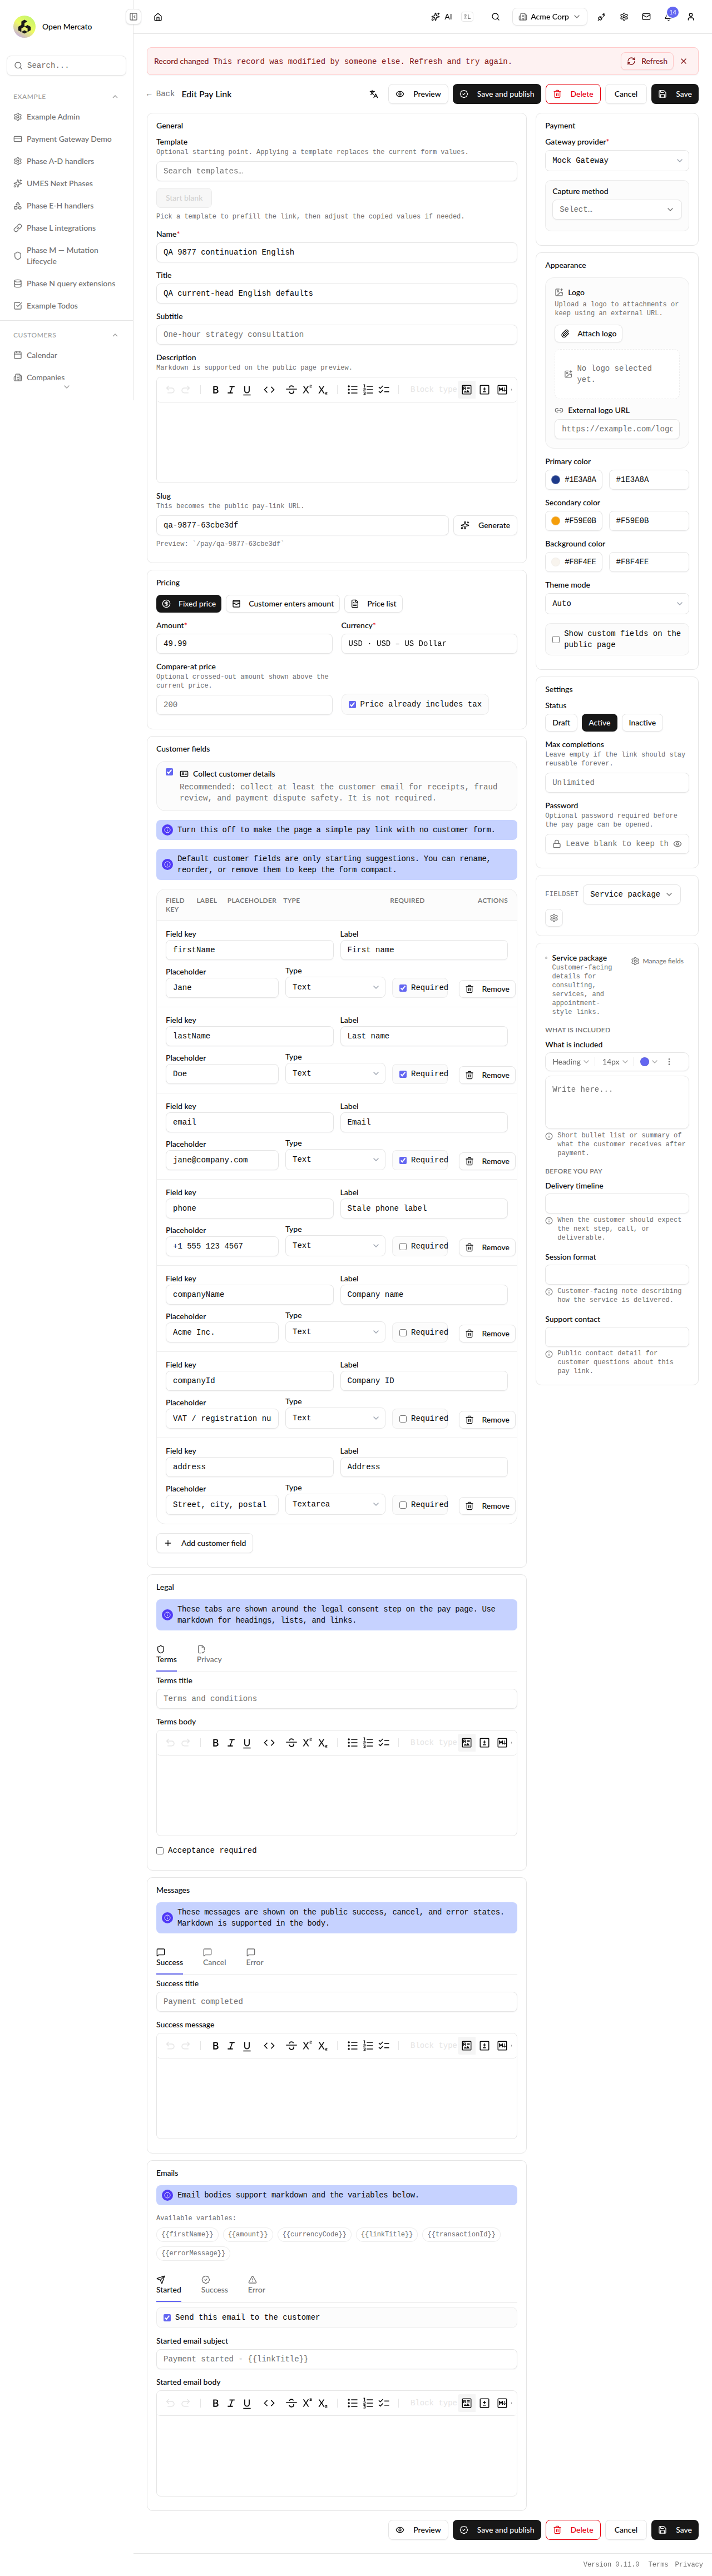 Open Mercato
AI
Acme Corp
14
Search...
EXAMPLE
Example Admin
Payment Gateway Demo
Phase A-D handlers
UMES Next Phases
Phase E-H handlers
Phase L integrations
Phase M — Mutation
Lifecycle
Phase N query extensions
Example Todos
CUSTOMERS
Calendar
Companies
Record changed This record was modified by someone else. Refresh and try again.
Refresh
← Back Edit Pay Link
Preview
Save and publish
Delete
Cancel
Save
General
Template
Optional starting point. Applying a template replaces the current form values.
Search templates…
Start blank
Pick a template to prefill the link, then adjust the copied values if needed.
Name*
QA 9877 continuation English
Title
QA current-head English defaults
Subtitle
One-hour strategy consultation
Description
Markdown is supported on the public page preview.
Block type
Slug
This becomes the public pay-link URL.
qa-9877-63cbe3df
Generate
Preview: `/pay/qa-9877-63cbe3df`
Pricing
Fixed price
Customer enters amount
Price list
Amount*
Currency*
49.99
USD · USD – US Dollar
Compare-at price
Optional crossed-out amount shown above the
current price.
200
Price already includes tax
Customer fields
Collect customer details
Recommended: collect at least the customer email for receipts, fraud
review, and payment dispute safety. It is not required.
Turn this off to make the page a simple pay link with no customer form.
Default customer fields are only starting suggestions. You can rename,
reorder, or remove them to keep the form compact.
FIELD KEY LABEL PLACEHOLDER TYPE REQUIRED ACTIONS
Field key Label
firstName First name
Placeholder Type
Jane Text Required Remove
Field key Label
lastName Last name
Placeholder Type
Doe Text Required Remove
Field key Label
email Email
Placeholder Type
jane@company.com Text Required Remove
Field key Label
phone Stale phone label
Placeholder Type
+1 555 123 4567 Text Required Remove
Field key Label
companyName Company name
Placeholder Type
Acme Inc. Text Required Remove
Field key Label
companyId Company ID
Placeholder Type
VAT / registration nu Text Required Remove
Field key Label
address Address
Placeholder Type
Street, city, postal Textarea Required Remove
Add customer field
Legal
These tabs are shown around the legal consent step on the pay page. Use
markdown for headings, lists, and links.
Terms Privacy
Terms title
Terms and conditions
Terms body
Block type
Acceptance required
Messages
These messages are shown on the public success, cancel, and error states.
Markdown is supported in the body.
Success Cancel Error
Success title
Payment completed
Success message
Block type
Emails
Email bodies support markdown and the variables below.
Available variables:
{{firstName}} {{amount}} {{currencyCode}} {{linkTitle}} {{transactionId}}
{{errorMessage}}
Started Success Error
Send this email to the customer
Started email subject
Payment started - {{linkTitle}}
Started email body
Block type
Payment
Gateway provider*
Mock Gateway
Capture method
Select…
Appearance
Logo
Upload a logo to attachments or
keep using an external URL.
Attach logo
No logo selected
yet.
External logo URL
https://example.com/logo
Primary color
#1E3A8A #1E3A8A
Secondary color
#F59E0B #F59E0B
Background color
#F8F4EE #F8F4EE
Theme mode
Auto
Show custom fields on the
public page
Settings
Status
Draft Active Inactive
Max completions
Leave empty if the link should stay
reusable forever.
Unlimited
Password
Optional password required before
the pay page can be opened.
Leave blank to keep th
FIELDSET Service package
Service package
Manage fields
Customer-facing
details for
consulting,
services, and
appointment-
style links.
WHAT IS INCLUDED
What is included
Heading 14px
Write here...
Short bullet list or summary of
what the customer receives after
payment.
BEFORE YOU PAY
Delivery timeline
When the customer should expect
the next step, call, or
deliverable.
Session format
Customer-facing note describing
how the service is delivered.
Support contact
Public contact detail for
customer questions about this
pay link.
Preview
Save and publish
Delete
Cancel
Save
Version 0.11.0 Terms Privacy